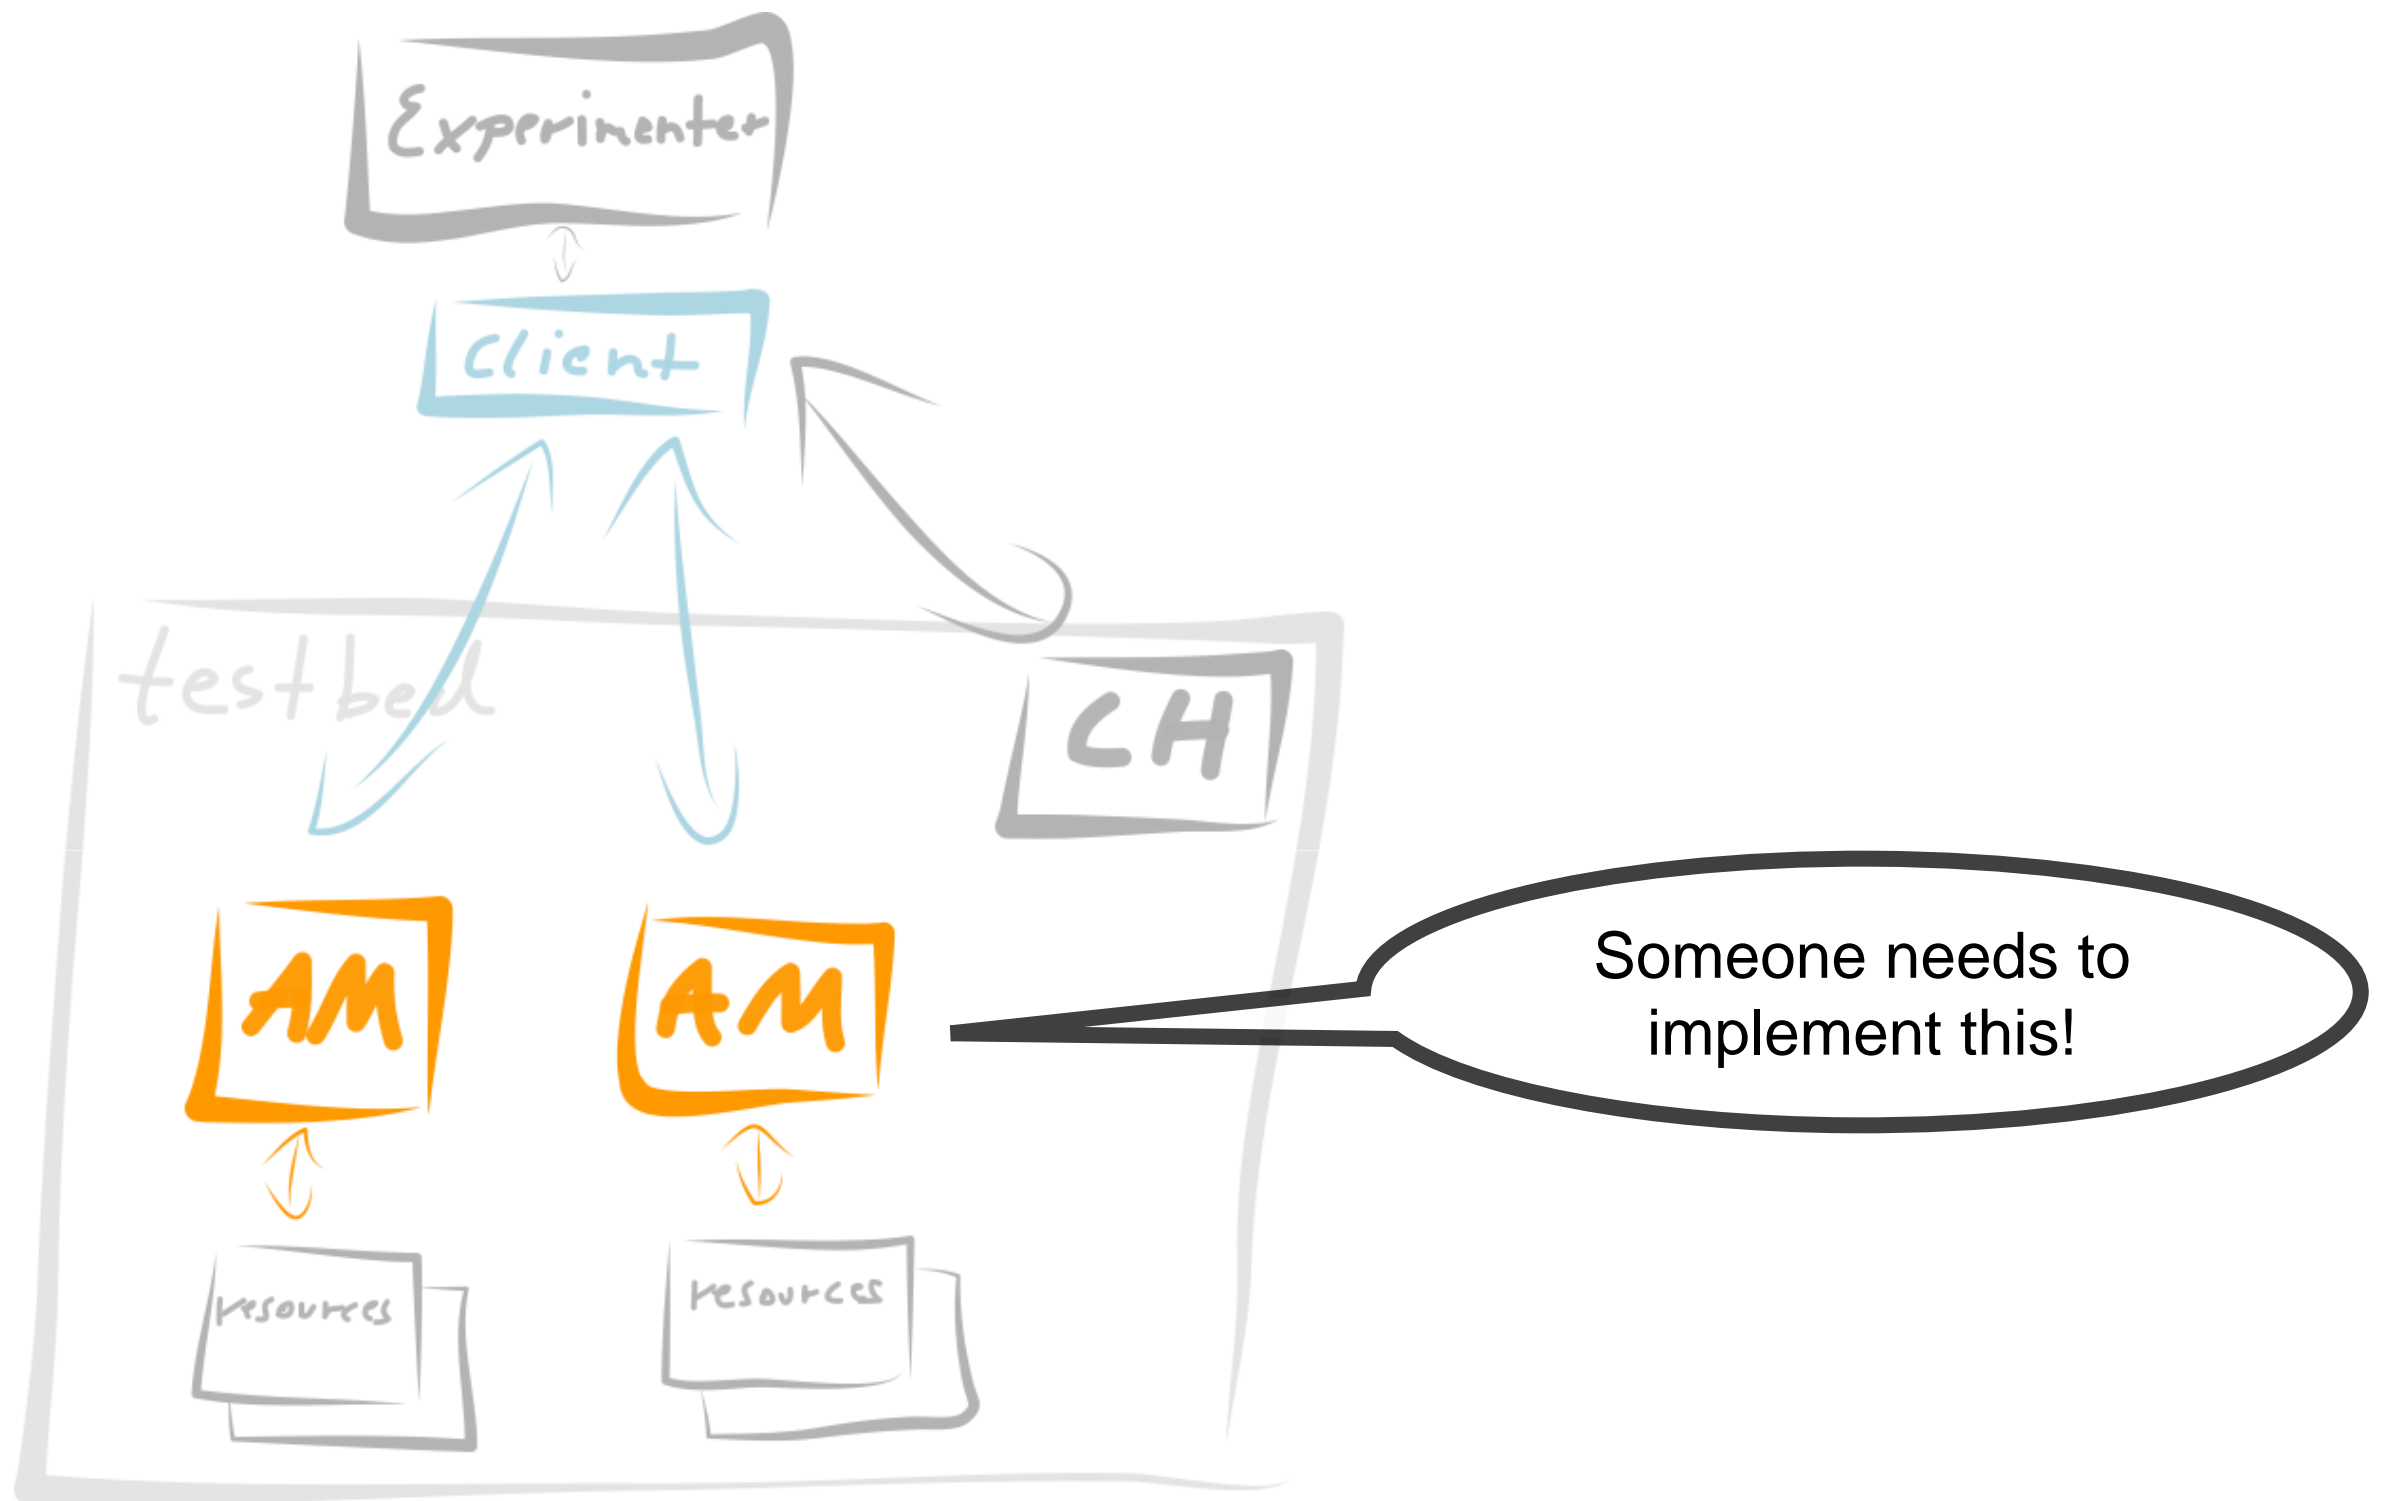 Experimenter
Client
testbed
CH
AM
AM
Someone needs to
implement this!
resources
resources